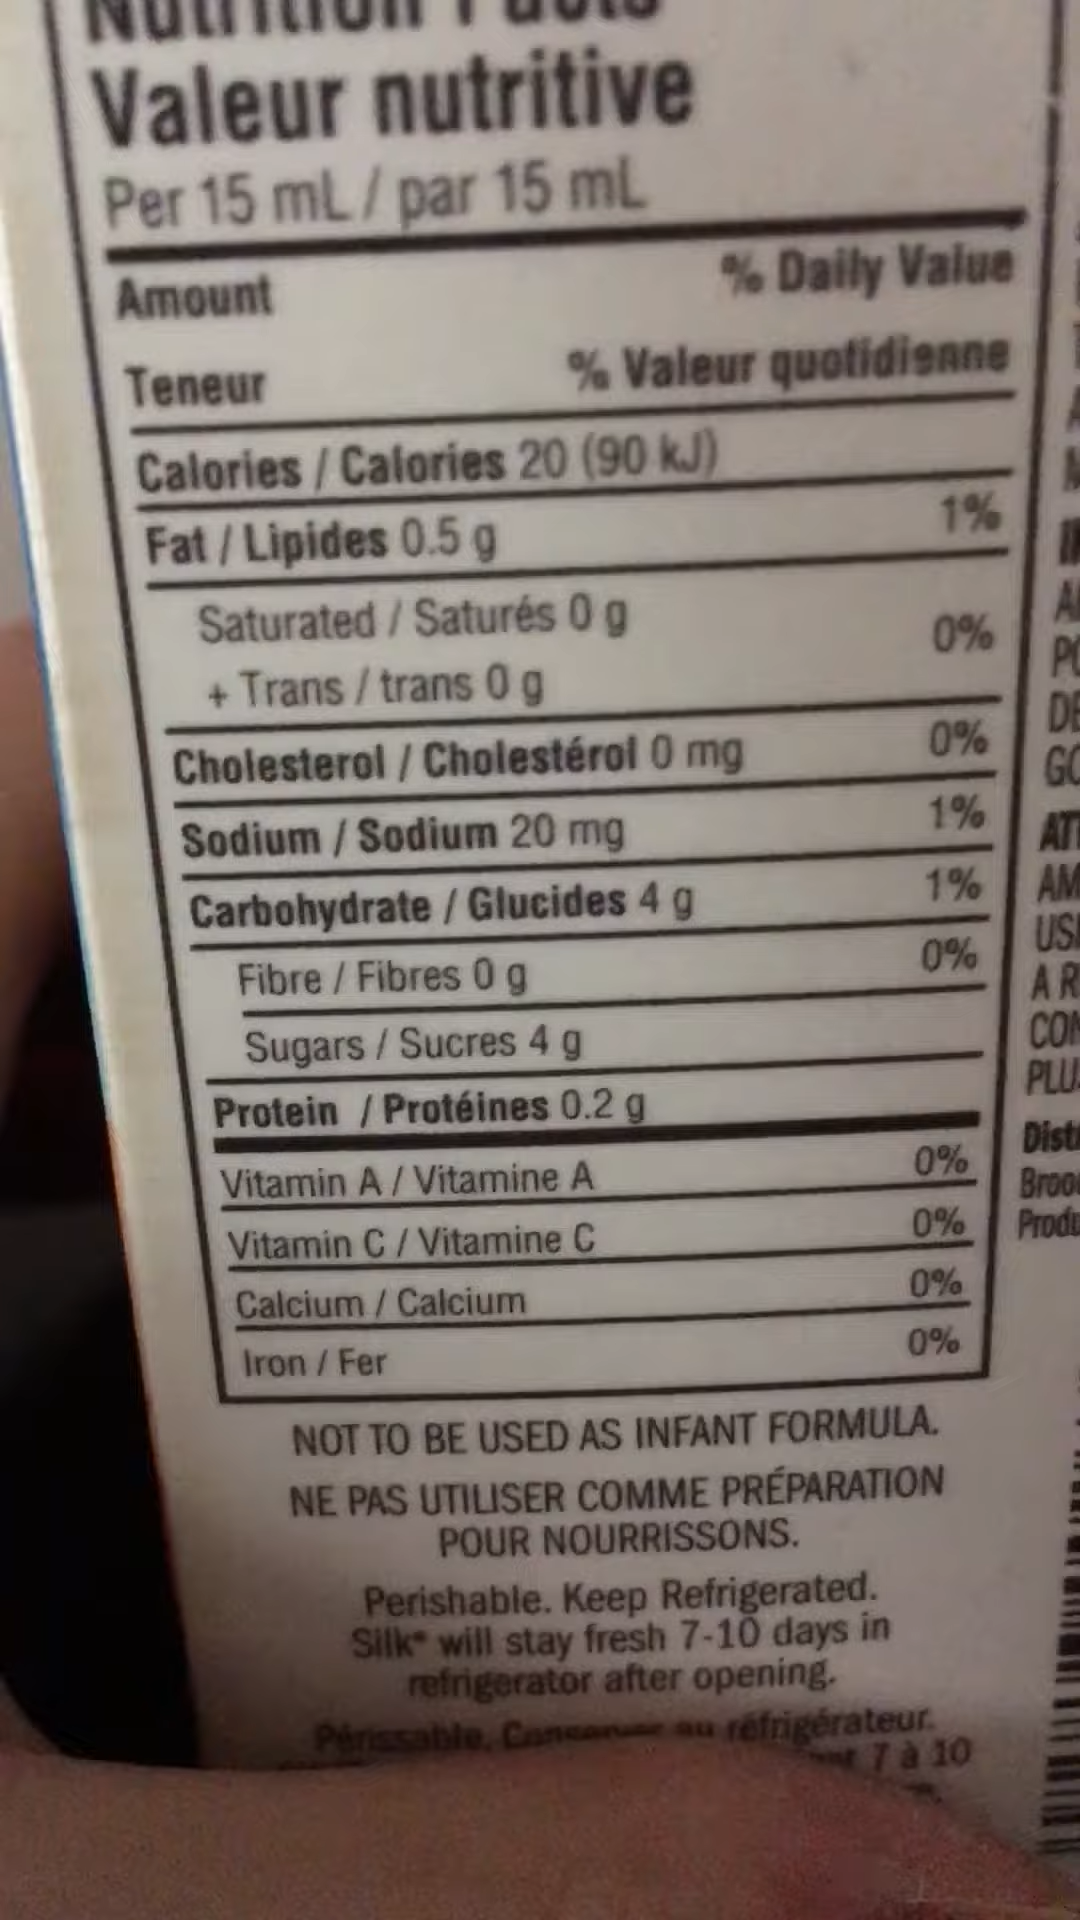 Nutrition Facts
Valeur nutritive
Per 15 mL / par 15 mL
Amount % Daily Value
Teneur % Valeur quotidienne
Calories / Calories 20 (90 kJ)
Fat / Lipides 0.5 g 1%
Saturated / Saturés 0 g
+ Trans / trans 0 g 0%
Cholesterol / Cholestérol 0 mg 0%
Sodium / Sodium 20 mg 1%
Carbohydrate / Glucides 4 g 1%
Fibre / Fibres 0 g 0%
Sugars / Sucres 4 g
Protein / Protéines 0.2 g
Vitamin A / Vitamine A 0%
Vitamin C / Vitamine C 0%
Calcium / Calcium 0%
Iron / Fer 0%
NOT TO BE USED AS INFANT FORMULA.
NE PAS UTILISER COMME PRÉPARATION
POUR NOURRISSONS.
Perishable. Keep Refrigerated.
Silk® will stay fresh 7-10 days in
refrigerator after opening.
Périssable. Conserver au réfrigérateur.
7 à 10